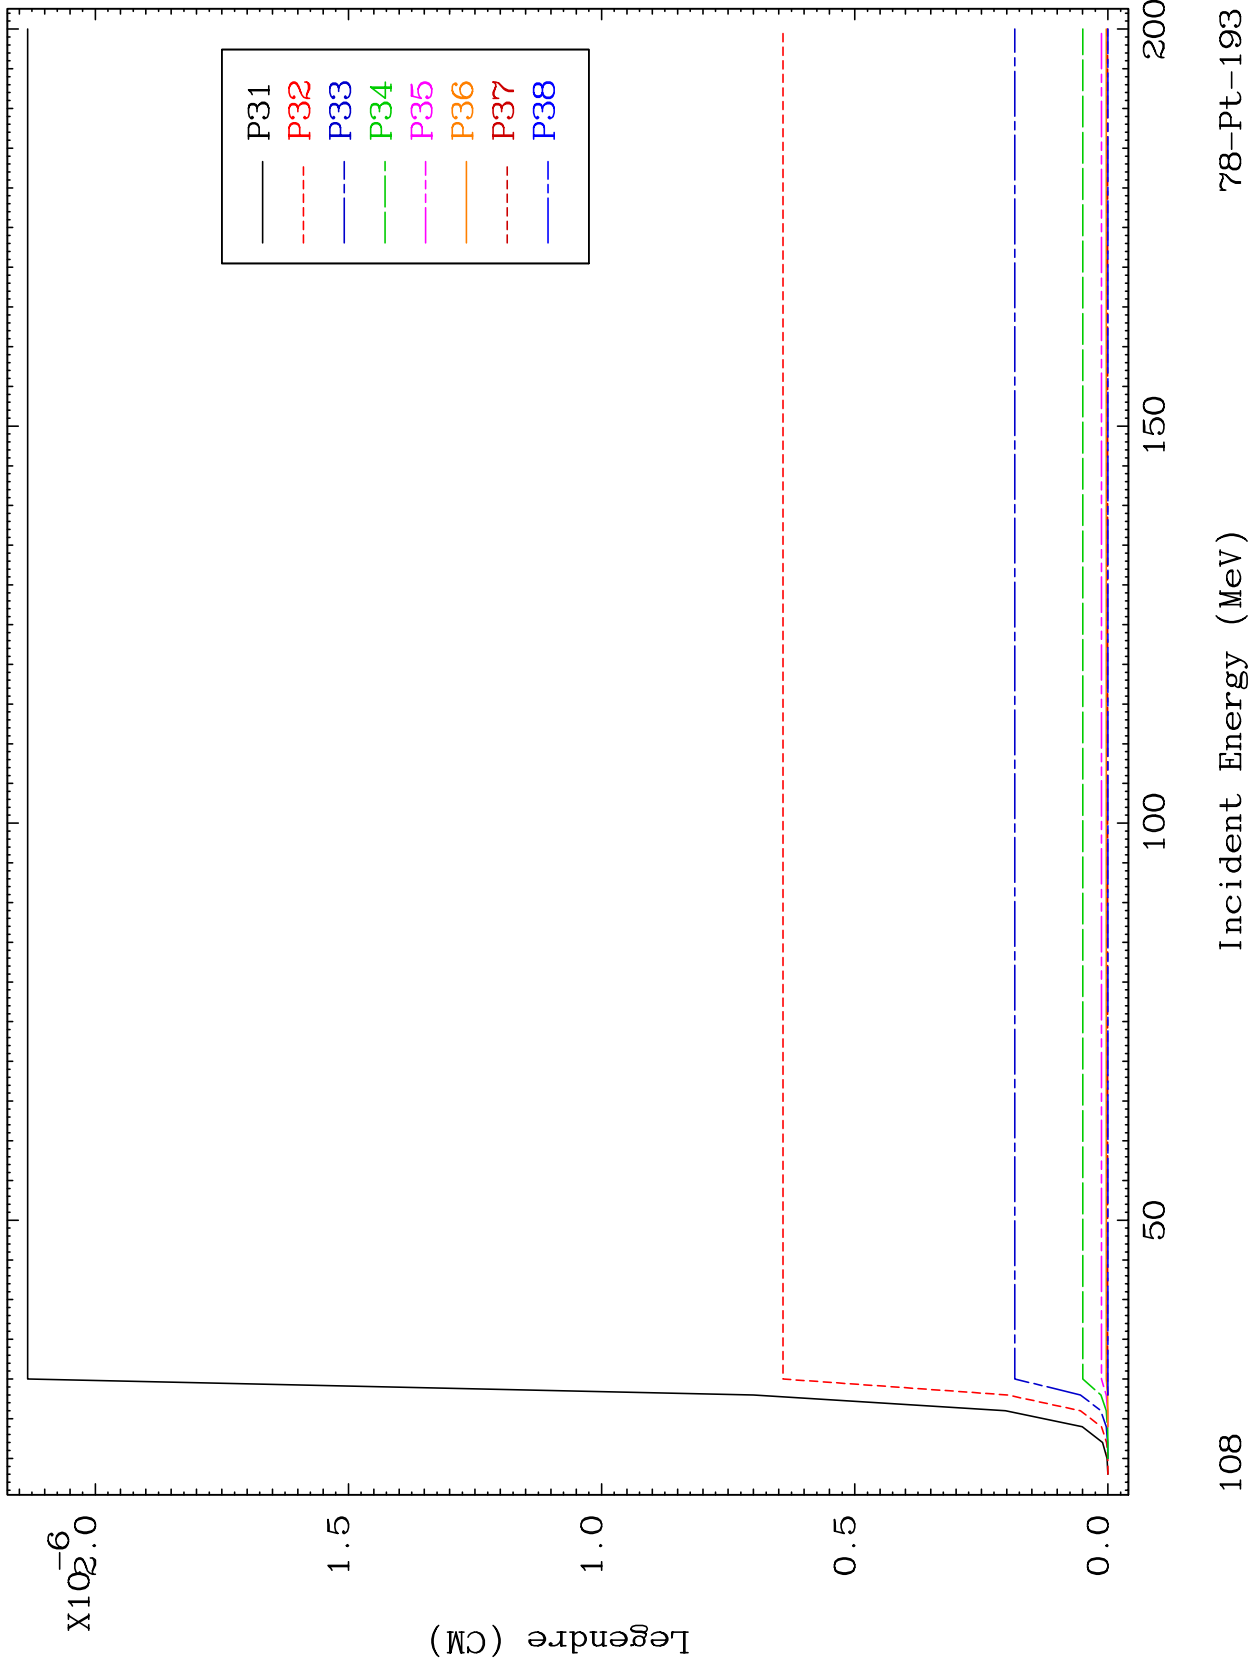 X10-6
2.0
1.5
1.0
0.5
0.0
Legendre (CM)
P31
P32
P33
P34
P35
P36
P37
P38
50
100
150
200
Incident Energy (MeV)
108
78-Pt-193